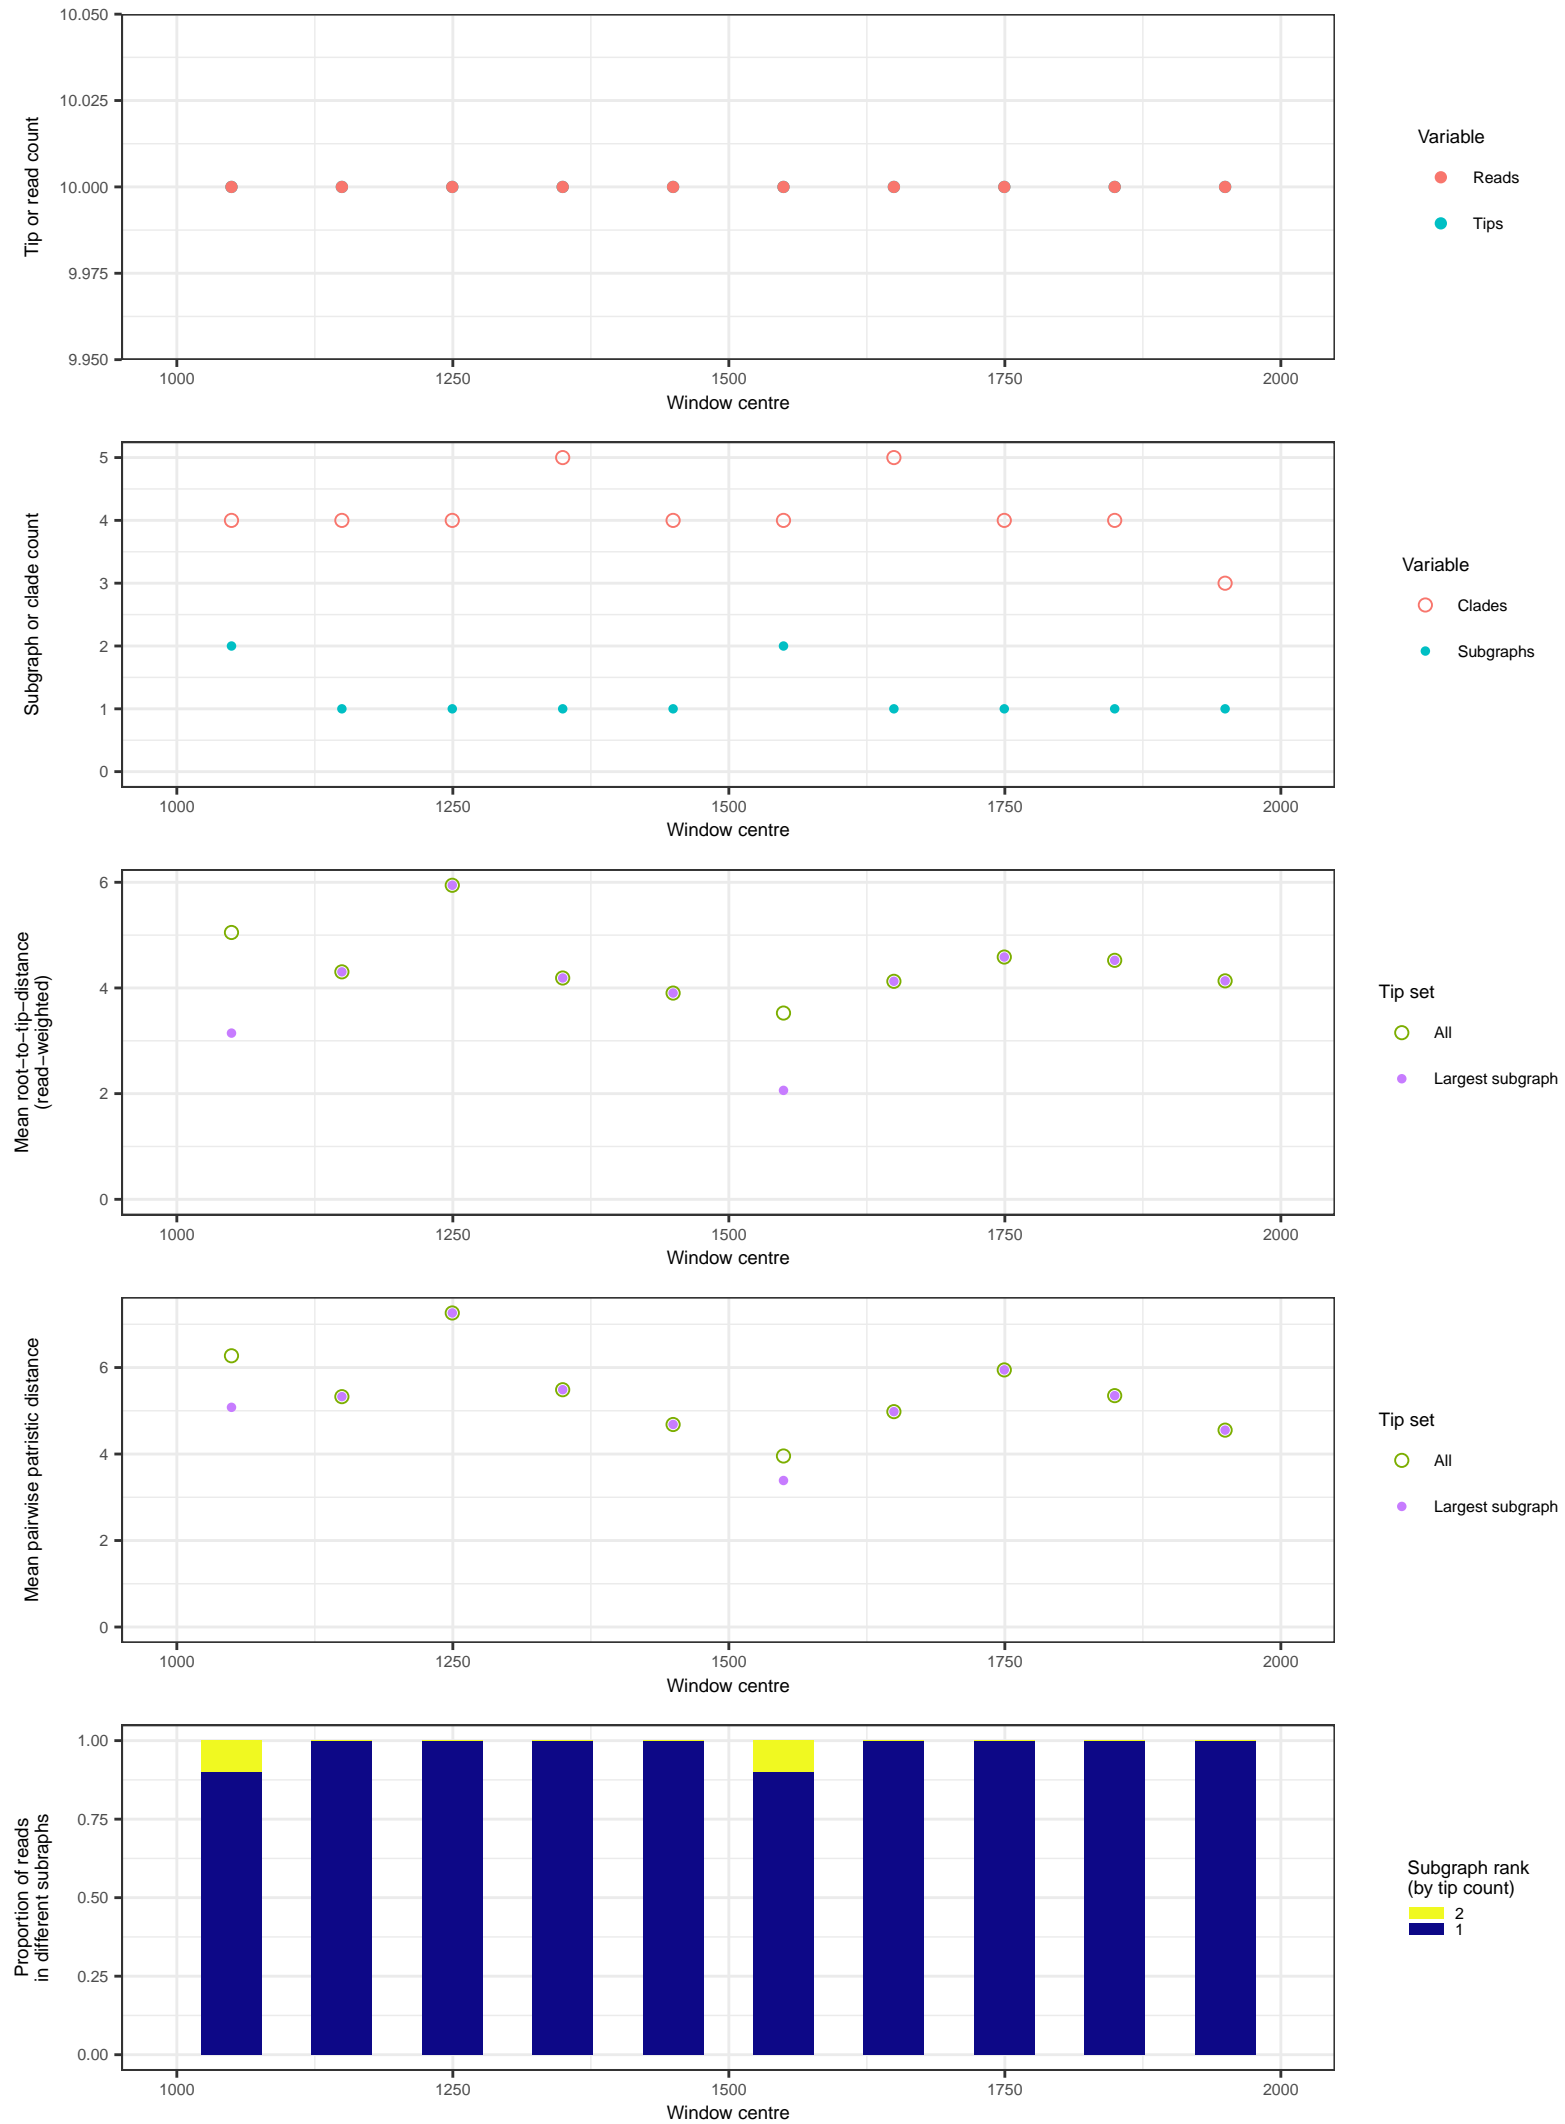 10.050
10.025
10.000
9.975
9.950
Tip or read count
1000 1250 1500 1750 2000
Window centre
Variable
Reads
Tips
5
4
3
2
1
0
Subgraph or clade count
1000 1250 1500 1750 2000
Window centre
Variable
Clades
Subgraphs
6
4
2
0
Mean root−to−tip−distance
(read−weighted)
1000 1250 1500 1750 2000
Window centre
Tip set
All
Largest subgraph
6
4
2
0
Mean pairwise patristic distance
1000 1250 1500 1750 2000
Window centre
Tip set
All
Largest subgraph
1.00
0.75
0.50
0.25
0.00
Proportion of reads
in different subraphs
1000 1250 1500 1750 2000
Window centre
Subgraph rank
(by tip count)
2
1